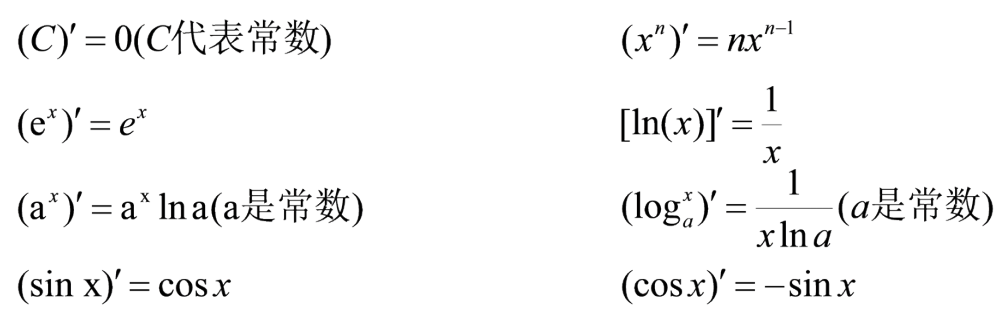 (C)′ = 0(C代表常数)
(xⁿ)′ = nxⁿ⁻¹
(eˣ)′ = eˣ
[ln(x)]′ = 1/x
(aˣ)′ = aˣ ln a(a是常数)
(logₐˣ)′ = 1/(x ln a) (a是常数)
(sin x)′ = cos x
(cos x)′ = −sin x